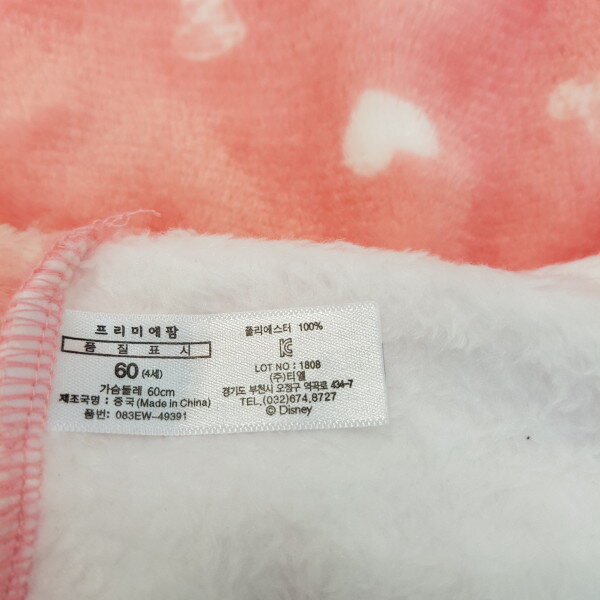 프리미에팜
품 질 표 시
60 (4세)
가슴둘레 60cm
제조국명 : 중국 (Made in China)
품번: 083EW-49391
폴리에스터 100%
LOT NO : 1808
(주)티엘
경기도 부천시 오정구 역곡로 434-7
TEL.(032)674.8727
© Disney